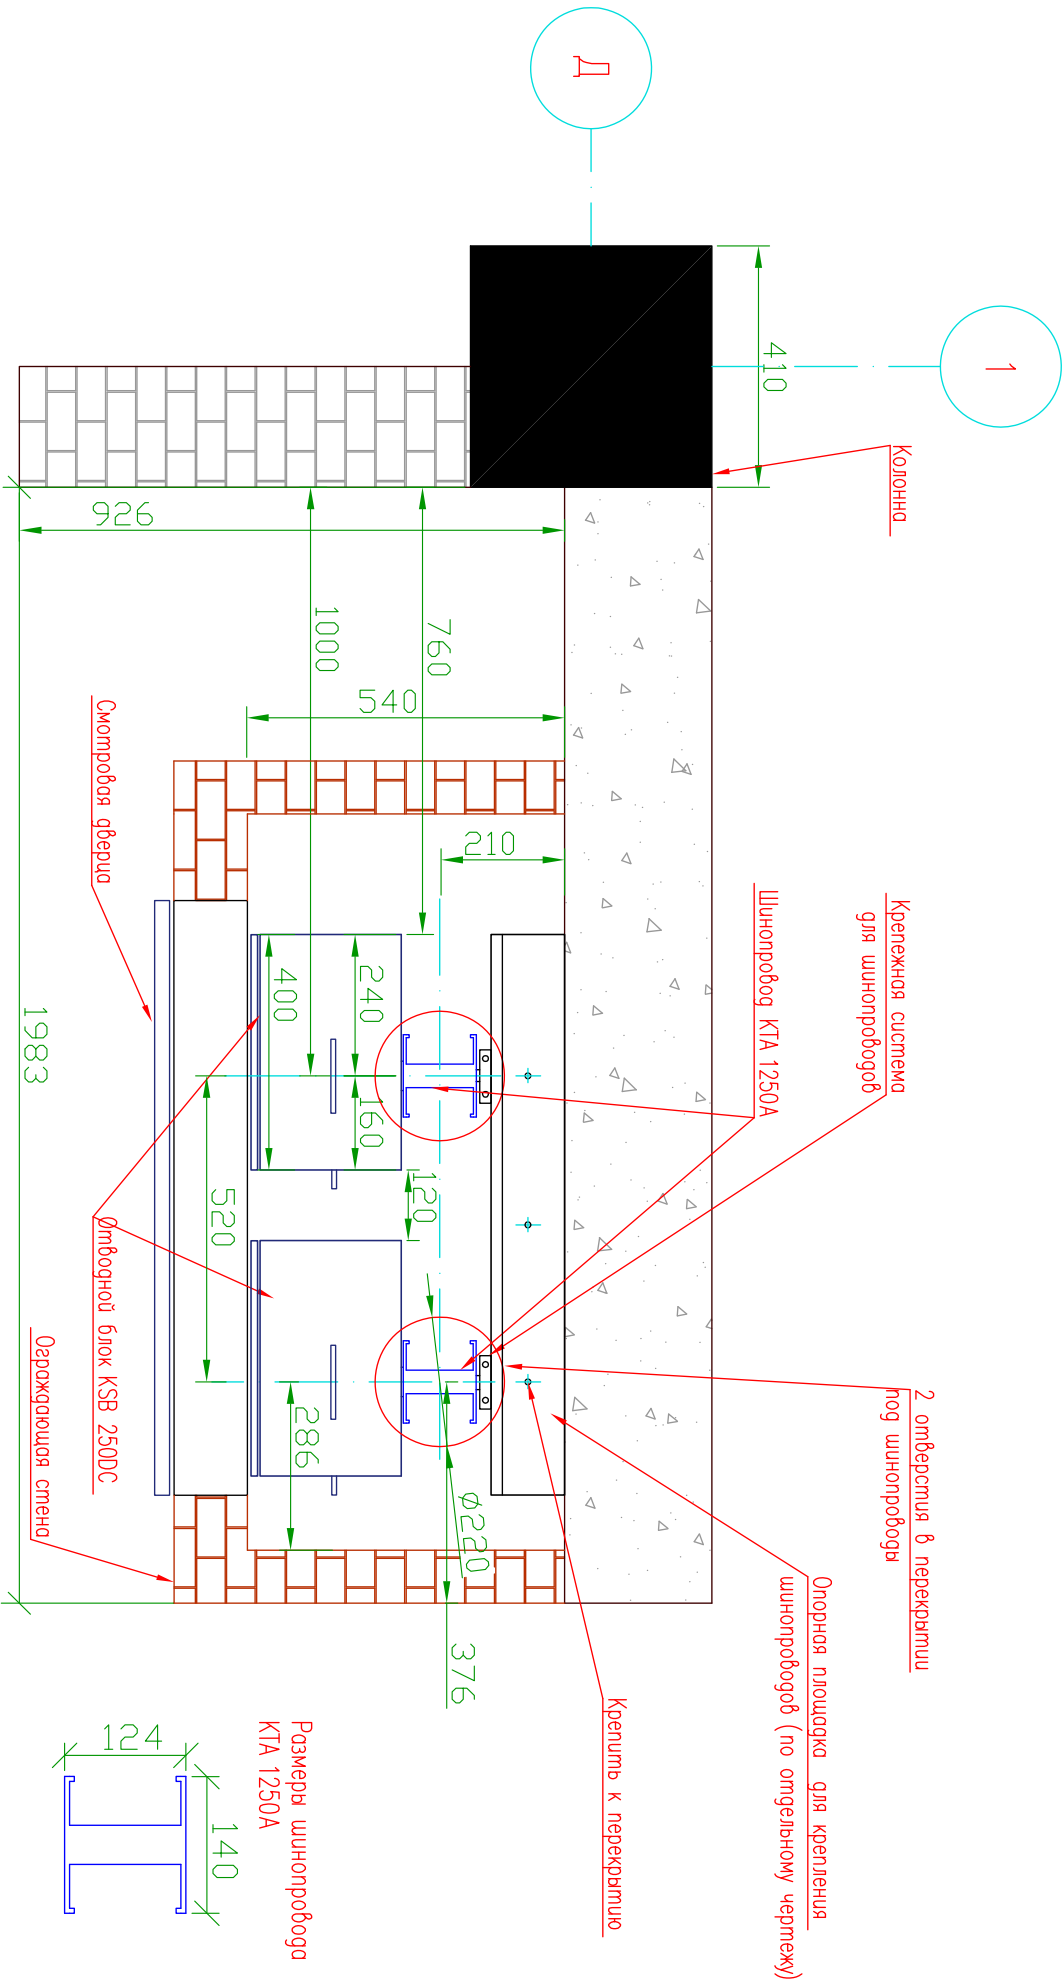 Д
1
410
Колонна
926
1000
760
540
210
Смотровая дверца
1983
400
240
160
120
520
286
Ø220
376
Шинопровод КТА 1250А
Крепежная система
для шинопроводов
Отводной блок KSB 250DC
Ограждающая стена
2 отверстия в перекрытии
под шинопроводы
Опорная площадка для крепления
шинопроводов (по отдельному чертежу)
Крепить к перекрытию
Размеры шинопровода
КТА 1250А
124
140